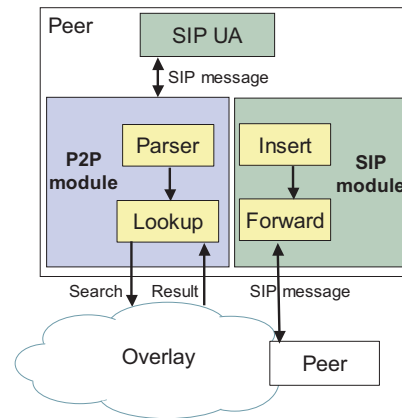 Peer
SIP UA
SIP message
P2P
module
Parser
Lookup
Insert
Forward
SIP
module
Search
Result
SIP message
Overlay
Peer